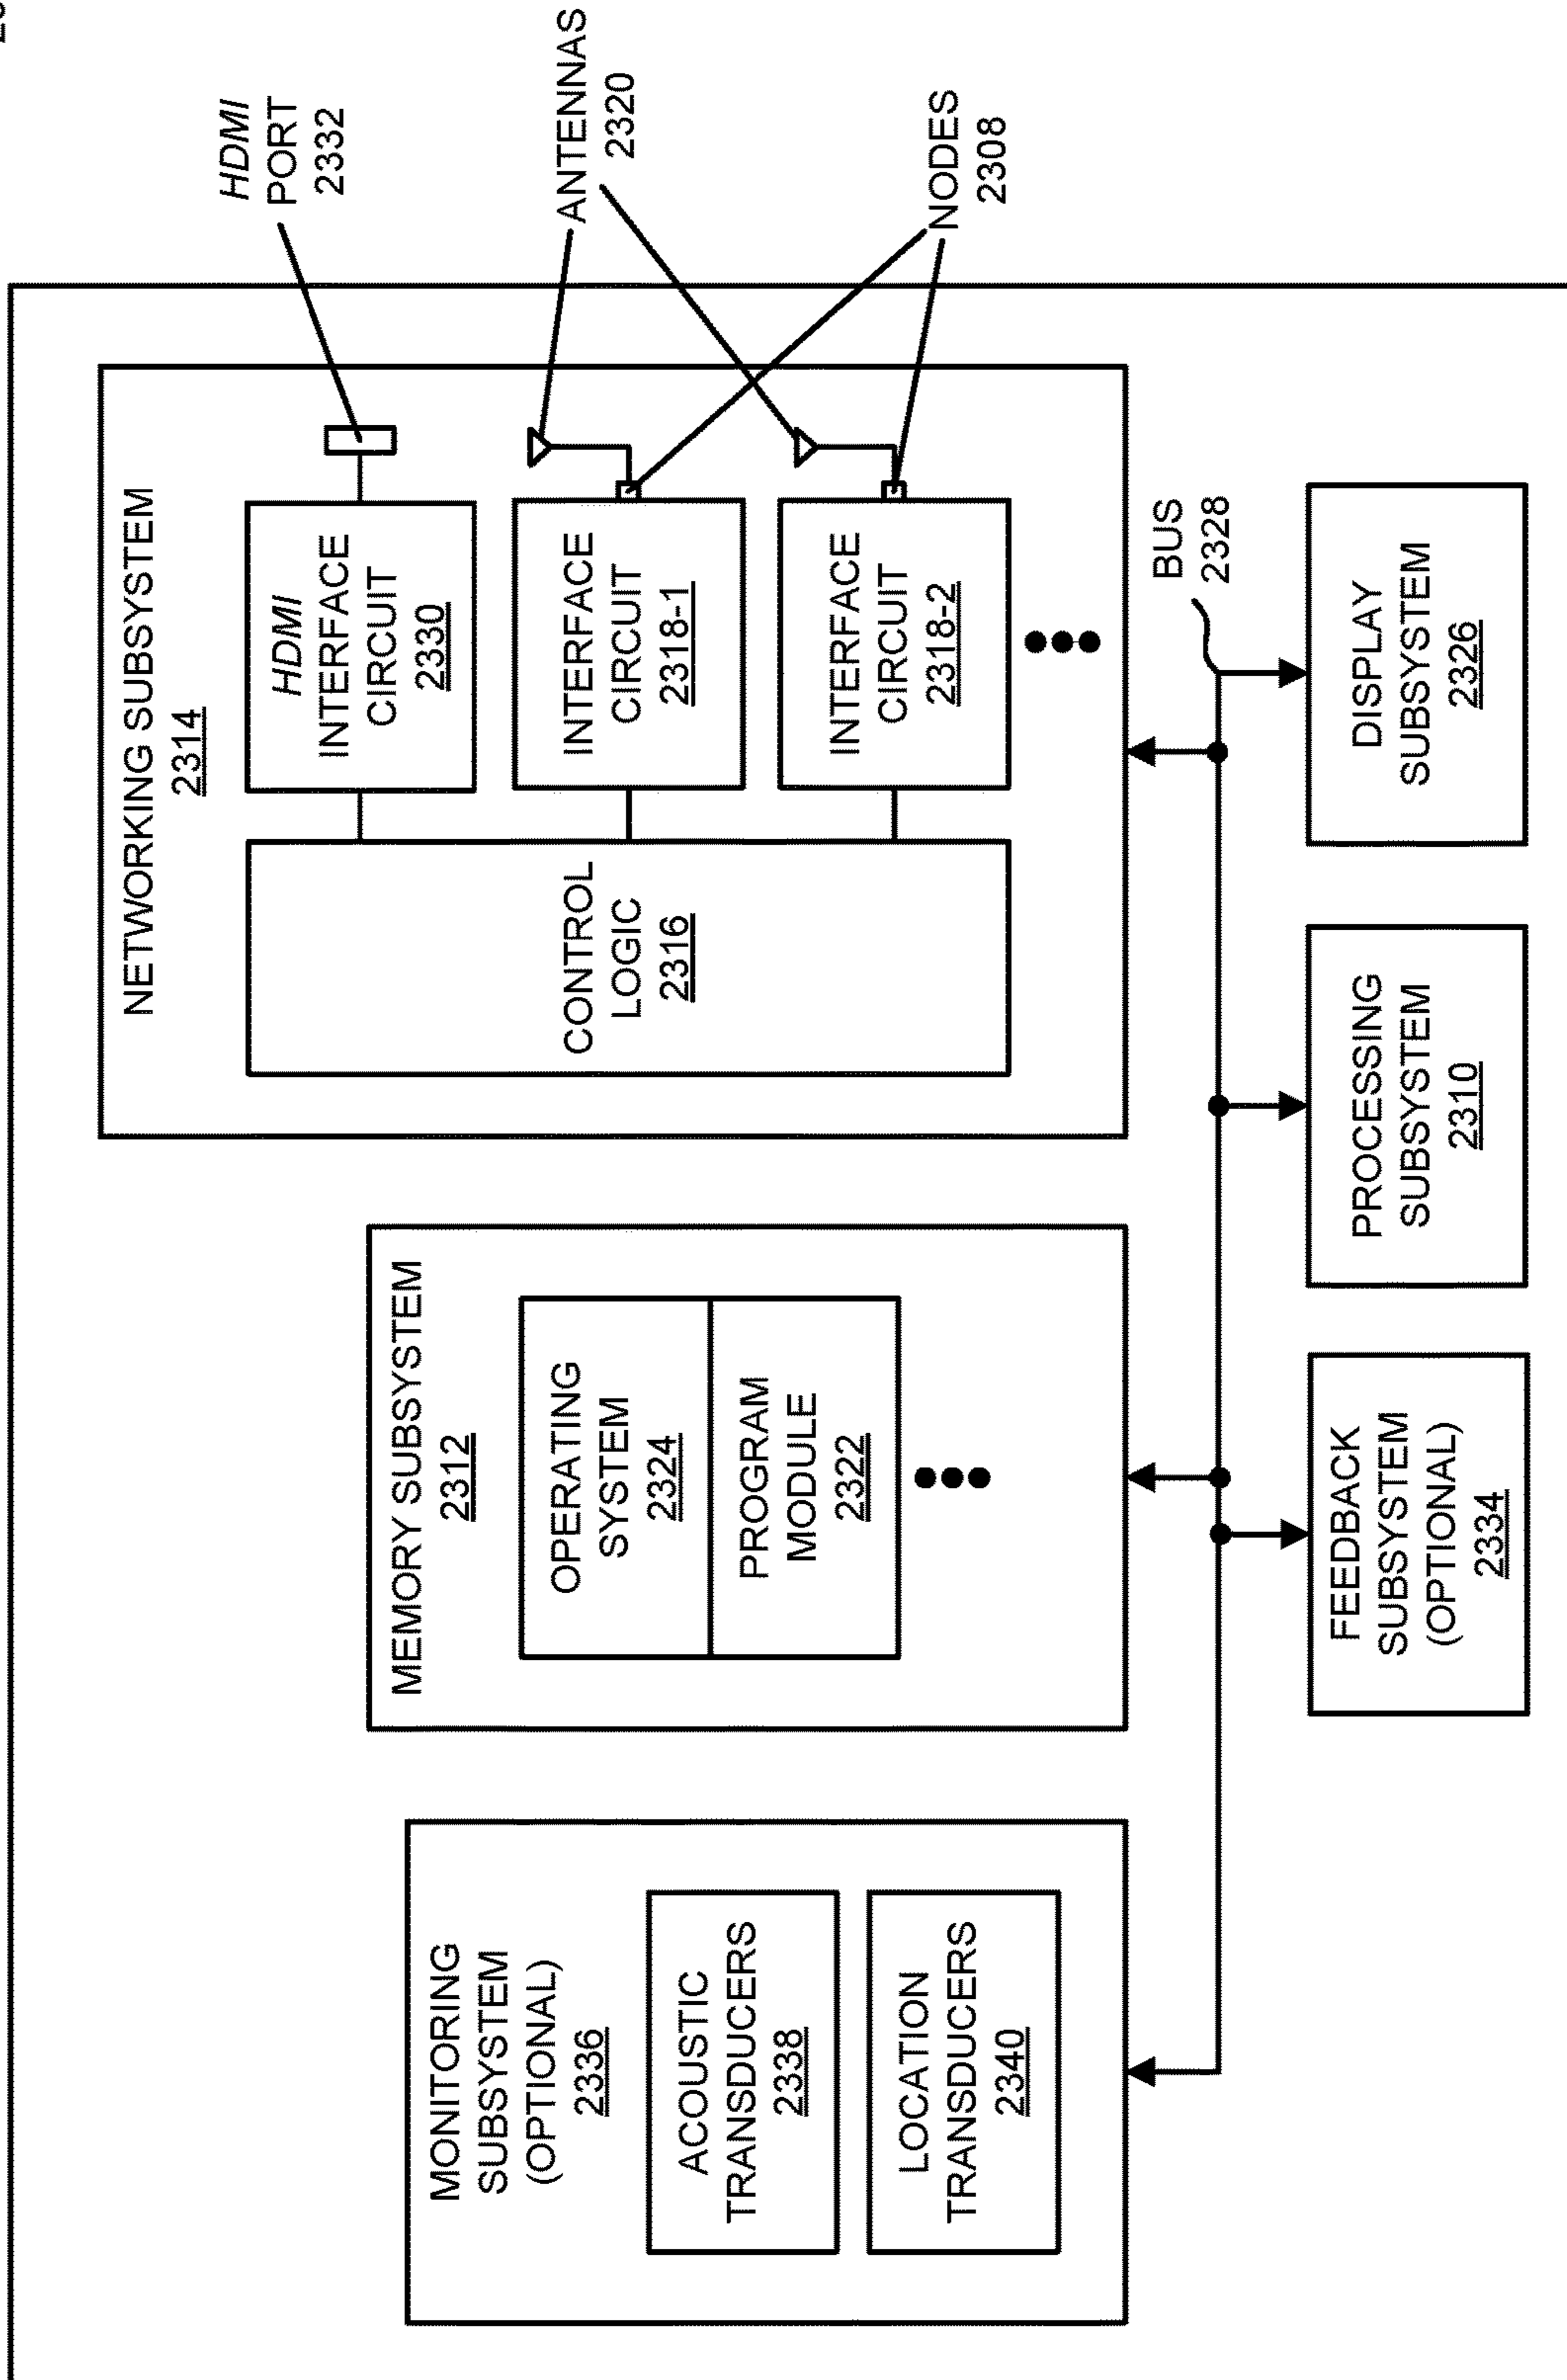 MONITORING
SUBSYSTEM
(OPTIONAL)
2336
ACOUSTIC
TRANSDUCERS
2338
LOCATION
TRANSDUCERS
2340
MEMORY SUBSYSTEM
2312
OPERATING
SYSTEM
2324
PROGRAM
MODULE
2322
NETWORKING SUBSYSTEM
2314
CONTROL
LOGIC
2316
HDMI
INTERFACE
CIRCUIT
2330
INTERFACE
CIRCUIT
2318-1
INTERFACE
CIRCUIT
2318-2
HDMI
PORT
2332
ANTENNAS
2320
NODES
2308
BUS
2328
FEEDBACK
SUBSYSTEM
(OPTIONAL)
2334
PROCESSING
SUBSYSTEM
2310
DISPLAY
SUBSYSTEM
2326